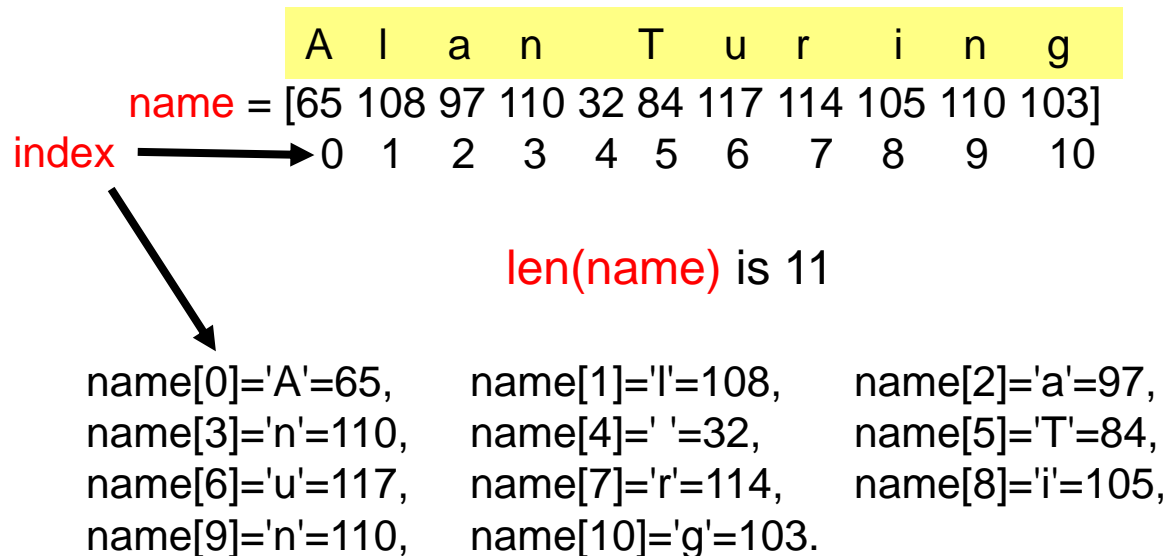 A l a n T u r i n g
name = [65 108 97 110 32 84 117 114 105 110 103]
index 0 1 2 3 4 5 6 7 8 9 10
len(name) is 11
name[0]='A'=65, name[1]='l'=108, name[2]='a'=97,
name[3]='n'=110, name[4]=' '=32, name[5]='T'=84,
name[6]='u'=117, name[7]='r'=114, name[8]='i'=105,
name[9]='n'=110, name[10]='g'=103.